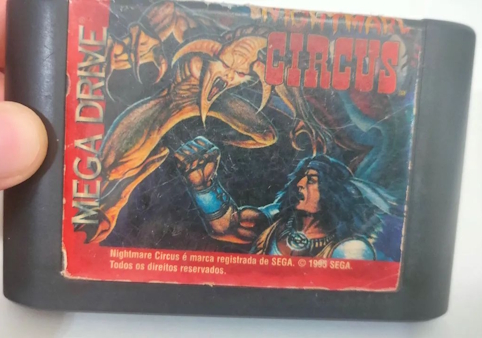 NIGHTMARE
CIRCUS
MEGA DRIVE
Nightmare Circus é marca registrada de SEGA. © 1995 SEGA.
Todos os direitos reservados.